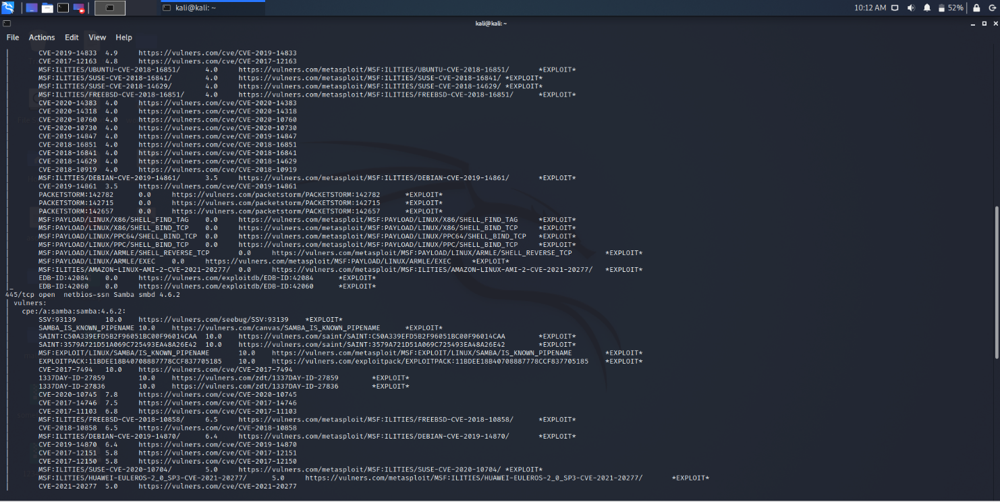 kali@kali: ~
10:12 AM
52%
kali@kali: ~
File Actions Edit View Help
CVE-2019-14833 4.9 https://vulners.com/cve/CVE-2019-14833
CVE-2017-12163 4.8 https://vulners.com/cve/CVE-2017-12163
MSF:ILITIES/UBUNTU-CVE-2018-16851/ 4.0 https://vulners.com/metasploit/MSF:ILITIES/UBUNTU-CVE-2018-16851/ *EXPLOIT*
MSF:ILITIES/SUSE-CVE-2018-16841/ 4.0 https://vulners.com/metasploit/MSF:ILITIES/SUSE-CVE-2018-16841/ *EXPLOIT*
MSF:ILITIES/SUSE-CVE-2018-14629/ 4.0 https://vulners.com/metasploit/MSF:ILITIES/SUSE-CVE-2018-14629/ *EXPLOIT*
MSF:ILITIES/FREEBSD-CVE-2018-16851/ 4.0 https://vulners.com/metasploit/MSF:ILITIES/FREEBSD-CVE-2018-16851/ *EXPLOIT*
CVE-2020-14383 4.0 https://vulners.com/cve/CVE-2020-14383
CVE-2020-14318 4.0 https://vulners.com/cve/CVE-2020-14318
CVE-2020-10760 4.0 https://vulners.com/cve/CVE-2020-10760
CVE-2020-10730 4.0 https://vulners.com/cve/CVE-2020-10730
CVE-2019-14847 4.0 https://vulners.com/cve/CVE-2019-14847
CVE-2018-16851 4.0 https://vulners.com/cve/CVE-2018-16851
CVE-2018-16841 4.0 https://vulners.com/cve/CVE-2018-16841
CVE-2018-14629 4.0 https://vulners.com/cve/CVE-2018-14629
CVE-2018-10919 4.0 https://vulners.com/cve/CVE-2018-10919
MSF:ILITIES/DEBIAN-CVE-2019-14861/ 3.5 https://vulners.com/metasploit/MSF:ILITIES/DEBIAN-CVE-2019-14861/ *EXPLOIT*
CVE-2019-14861 3.5 https://vulners.com/cve/CVE-2019-14861
PACKETSTORM:142782 0.0 https://vulners.com/packetstorm/PACKETSTORM:142782 *EXPLOIT*
PACKETSTORM:142715 0.0 https://vulners.com/packetstorm/PACKETSTORM:142715 *EXPLOIT*
PACKETSTORM:142657 0.0 https://vulners.com/packetstorm/PACKETSTORM:142657 *EXPLOIT*
MSF:PAYLOAD/LINUX/X86/SHELL_FIND_TAG 0.0 https://vulners.com/metasploit/MSF:PAYLOAD/LINUX/X86/SHELL_FIND_TAG *EXPLOIT*
MSF:PAYLOAD/LINUX/X86/SHELL_BIND_TCP 0.0 https://vulners.com/metasploit/MSF:PAYLOAD/LINUX/X86/SHELL_BIND_TCP *EXPLOIT*
MSF:PAYLOAD/LINUX/PPC64/SHELL_BIND_TCP 0.0 https://vulners.com/metasploit/MSF:PAYLOAD/LINUX/PPC64/SHELL_BIND_TCP *EXPLOIT*
MSF:PAYLOAD/LINUX/PPC/SHELL_BIND_TCP 0.0 https://vulners.com/metasploit/MSF:PAYLOAD/LINUX/PPC/SHELL_BIND_TCP *EXPLOIT*
MSF:PAYLOAD/LINUX/ARMLE/SHELL_REVERSE_TCP 0.0 https://vulners.com/metasploit/MSF:PAYLOAD/LINUX/ARMLE/SHELL_REVERSE_TCP *EXPLOIT*
MSF:PAYLOAD/LINUX/ARMLE/EXEC 0.0 https://vulners.com/metasploit/MSF:PAYLOAD/LINUX/ARMLE/EXEC *EXPLOIT*
MSF:ILITIES/AMAZON-LINUX-AMI-2-CVE-2021-20277/ 0.0 https://vulners.com/metasploit/MSF:ILITIES/AMAZON-LINUX-AMI-2-CVE-2021-20277/ *EXPLOIT*
EDB-ID:42084 0.0 https://vulners.com/exploitdb/EDB-ID:42084 *EXPLOIT*
|_ EDB-ID:42060 0.0 https://vulners.com/exploitdb/EDB-ID:42060 *EXPLOIT*
445/tcp open netbios-ssn Samba smbd 4.6.2
| vulners:
| cpe:/a:samba:samba:4.6.2:
SSV:93139 10.0 https://vulners.com/seebug/SSV:93139 *EXPLOIT*
SAMBA_IS_KNOWN_PIPENAME 10.0 https://vulners.com/canvas/SAMBA_IS_KNOWN_PIPENAME *EXPLOIT*
SAINT:C50A339EFD5B2F96051BC00F96014CAA 10.0 https://vulners.com/saint/SAINT:C50A339EFD5B2F96051BC00F96014CAA *EXPLOIT*
SAINT:3579A721D51A069C725493EA48A26E42 10.0 https://vulners.com/saint/SAINT:3579A721D51A069C725493EA48A26E42 *EXPLOIT*
MSF:EXPLOIT/LINUX/SAMBA/IS_KNOWN_PIPENAME 10.0 https://vulners.com/metasploit/MSF:EXPLOIT/LINUX/SAMBA/IS_KNOWN_PIPENAME *EXPLOIT*
EXPLOITPACK:11BDEE18B40708887778CCF837705185 10.0 https://vulners.com/exploitpack/EXPLOITPACK:11BDEE18B40708887778CCF837705185 *EXPLOIT*
CVE-2017-7494 10.0 https://vulners.com/cve/CVE-2017-7494
1337DAY-ID-27859 10.0 https://vulners.com/zdt/1337DAY-ID-27859 *EXPLOIT*
1337DAY-ID-27836 10.0 https://vulners.com/zdt/1337DAY-ID-27836 *EXPLOIT*
CVE-2020-10745 7.8 https://vulners.com/cve/CVE-2020-10745
CVE-2017-14746 7.5 https://vulners.com/cve/CVE-2017-14746
CVE-2017-11103 6.8 https://vulners.com/cve/CVE-2017-11103
MSF:ILITIES/FREEBSD-CVE-2018-10858/ 6.5 https://vulners.com/metasploit/MSF:ILITIES/FREEBSD-CVE-2018-10858/ *EXPLOIT*
CVE-2018-10858 6.5 https://vulners.com/cve/CVE-2018-10858
MSF:ILITIES/DEBIAN-CVE-2019-14870/ 6.4 https://vulners.com/metasploit/MSF:ILITIES/DEBIAN-CVE-2019-14870/ *EXPLOIT*
CVE-2019-14870 6.4 https://vulners.com/cve/CVE-2019-14870
CVE-2017-12151 5.8 https://vulners.com/cve/CVE-2017-12151
CVE-2017-12150 5.8 https://vulners.com/cve/CVE-2017-12150
MSF:ILITIES/SUSE-CVE-2020-10704/ 5.0 https://vulners.com/metasploit/MSF:ILITIES/SUSE-CVE-2020-10704/ *EXPLOIT*
MSF:ILITIES/HUAWEI-EULEROS-2_0_SP3-CVE-2021-20277/ 5.0 https://vulners.com/metasploit/MSF:ILITIES/HUAWEI-EULEROS-2_0_SP3-CVE-2021-20277/ *EXPLOIT*
CVE-2021-20277 5.0 https://vulners.com/cve/CVE-2021-20277